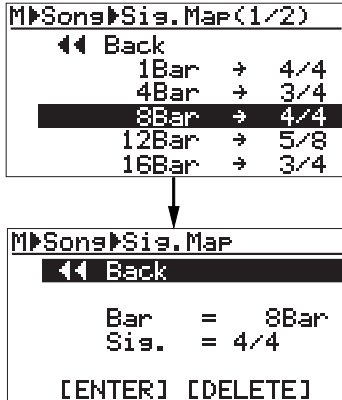 M▶Song▶Sig.Map(1/2)
◀◀ Back
1Bar → 4/4
4Bar → 3/4
8Bar → 4/4
12Bar → 5/8
16Bar → 3/4
M▶Song▶Sig.Map
◀◀ Back
Bar = 8Bar
Sig. = 4/4
[ENTER] [DELETE]